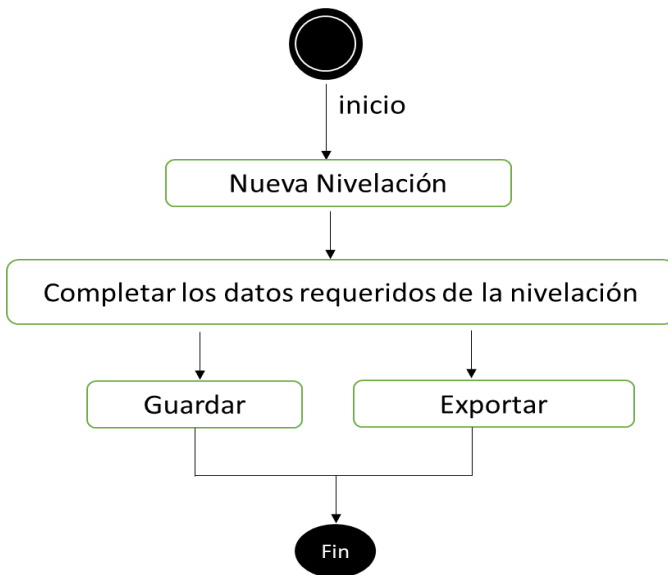 inicio
Nueva Nivelación
Completar los datos requeridos de la nivelación
Guardar
Exportar
Fin